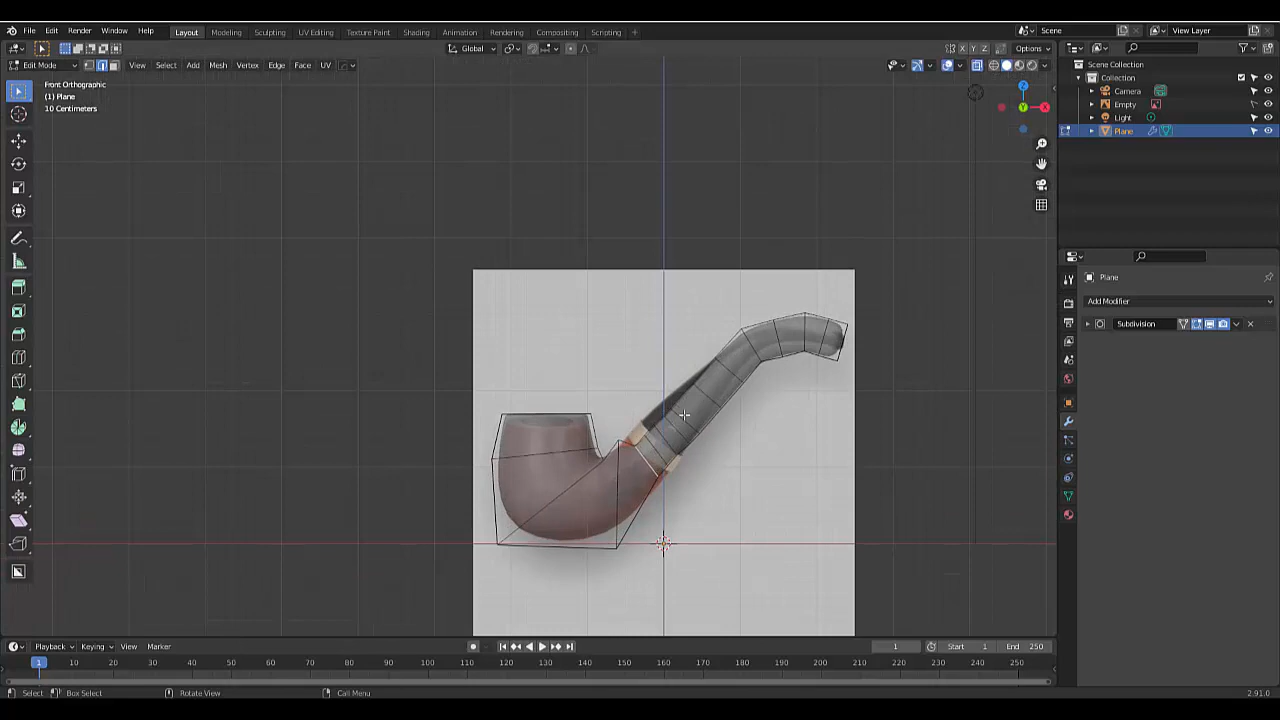 File Edit Render Window Help Layout Modeling Sculpting UV Editing Texture Paint Shading Animation Rendering Compositing Scripting + Scene View Layer
Global X Y Z Options
Edit Mode View Select Add Mesh Vertex Edge Face UV
Front Orthographic
(1) Plane
10 Centimeters
Z
Y
X
Scene Collection
Collection
Camera
Empty
Light
Plane
Plane
Add Modifier
Subdivision
Playback Keying View Marker 1 Start 1 End 250
1 10 20 30 40 50 60 70 80 90 100 110 120 130 140 150 160 170 180 190 200 210 220 230 240 250
Select Box Select Rotate View Call Menu 2.91.0